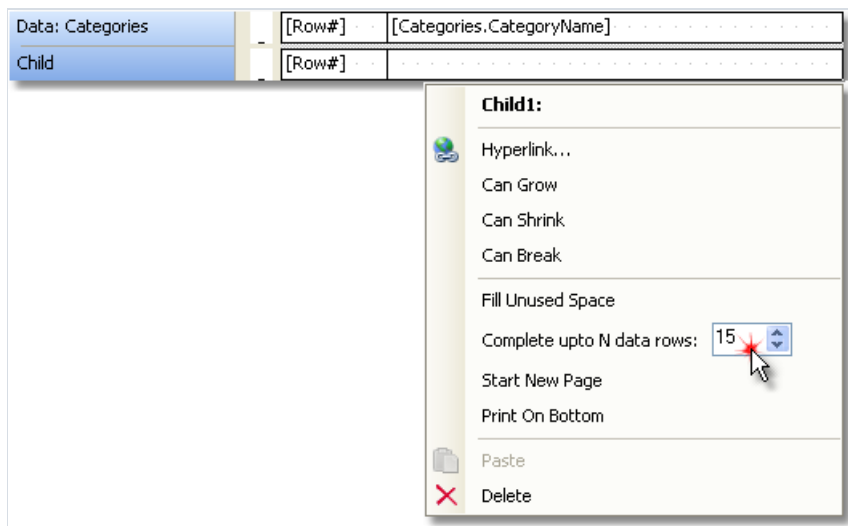 Data: Categories [Row#] [Categories.CategoryName]
Child [Row#]
Child1:
Hyperlink...
Can Grow
Can Shrink
Can Break
Fill Unused Space
Complete upto N data rows: 15
Start New Page
Print On Bottom
Paste
Delete